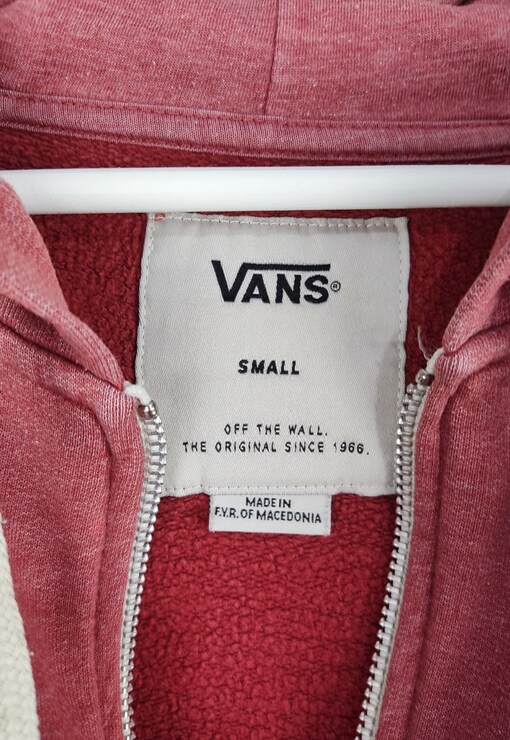 VANS®
SMALL
OFF THE WALL.
THE ORIGINAL SINCE 1966.
MADE IN
F.Y.R. OF MACEDONIA